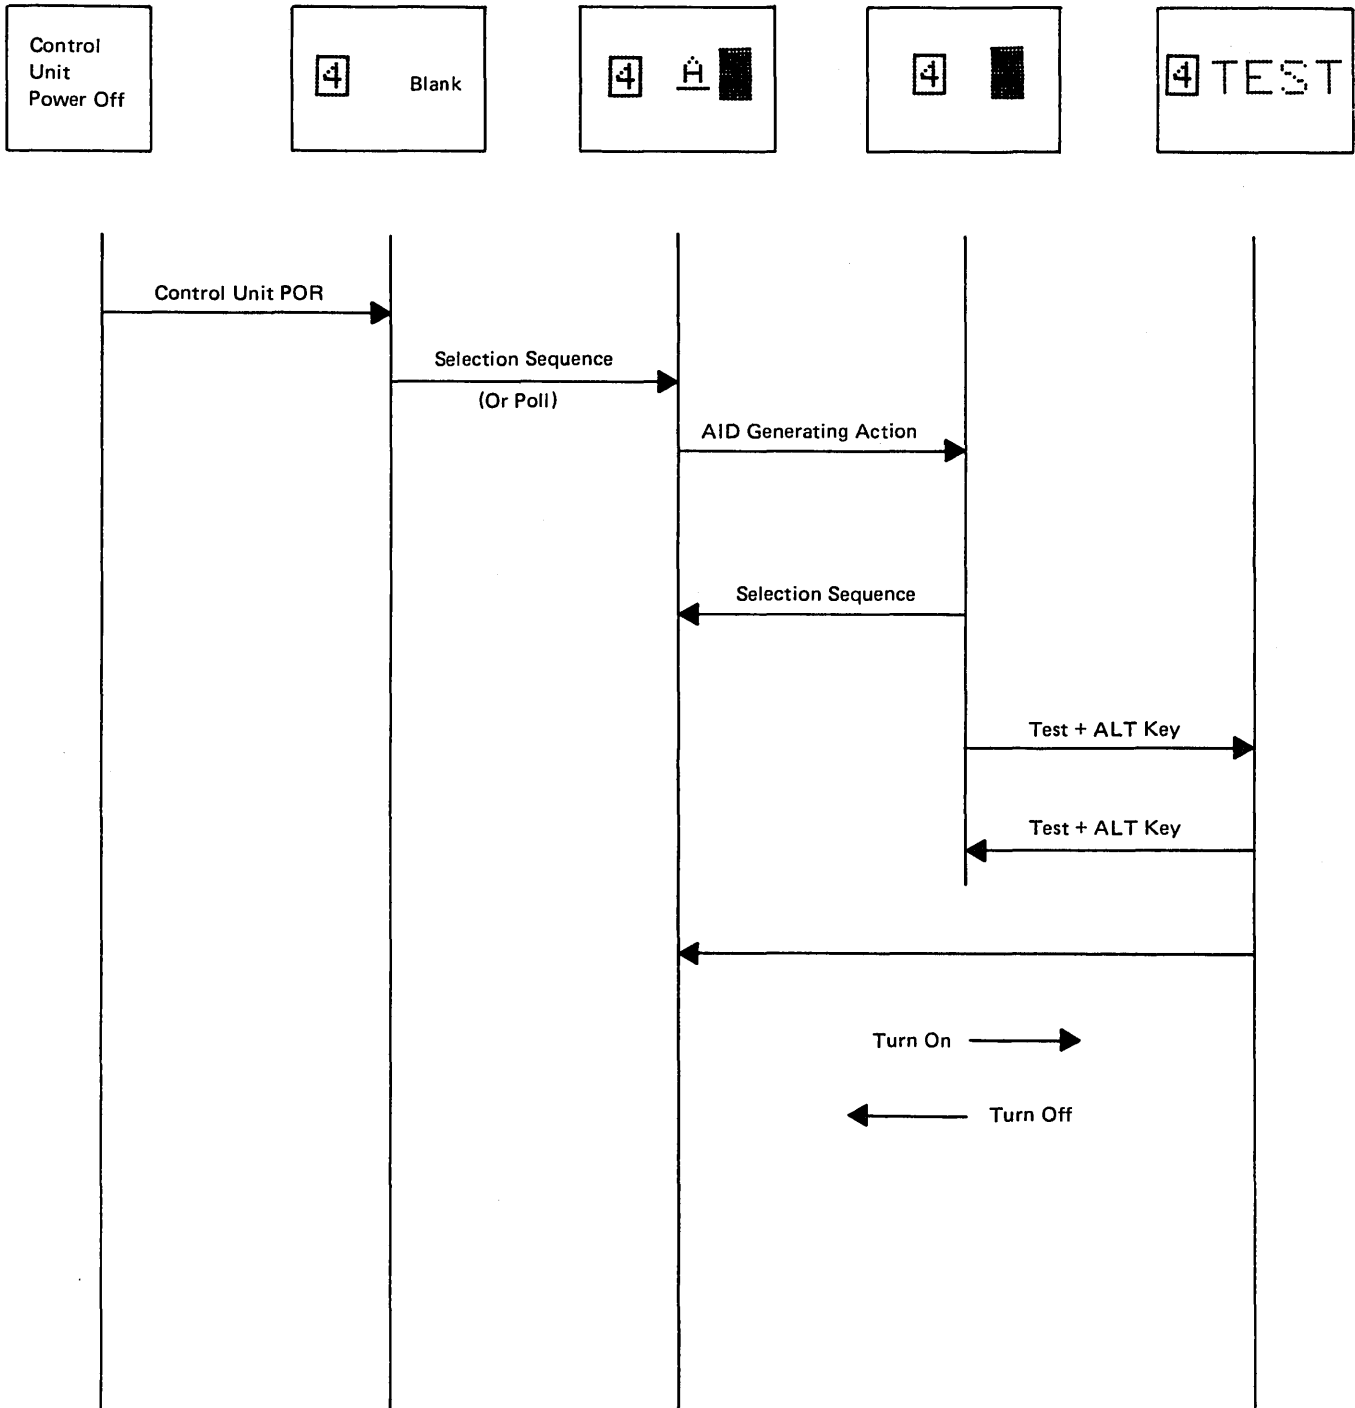 Control
Unit
Power Off
4 Blank
4 A
4
4 TEST
Control Unit POR
Selection Sequence
(Or Poll)
AID Generating Action
Selection Sequence
Test + ALT Key
Test + ALT Key
Turn On
Turn Off